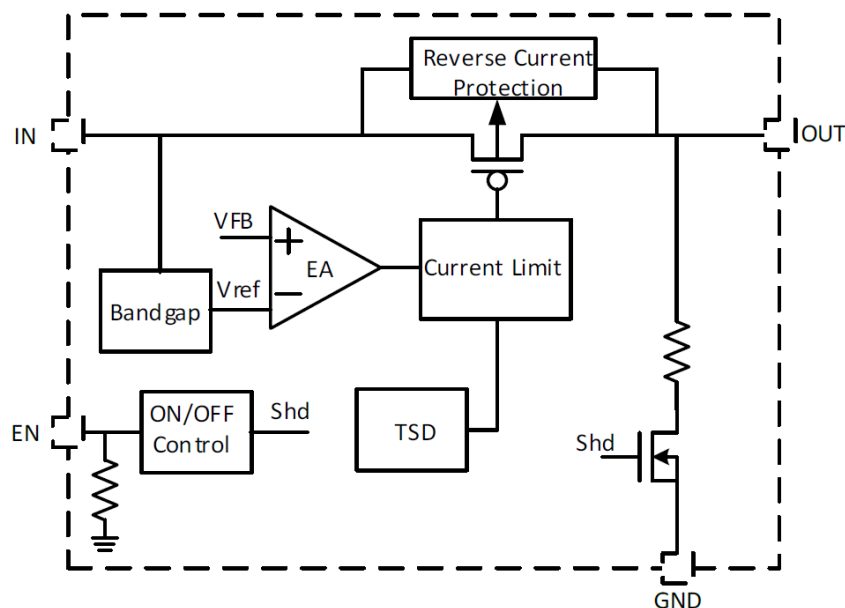 Reverse Current
Protection
IN
OUT
VFB
+
EA
Current Limit
Vref
−
Bandgap
EN
ON/OFF
Control
Shd
TSD
Shd
GND